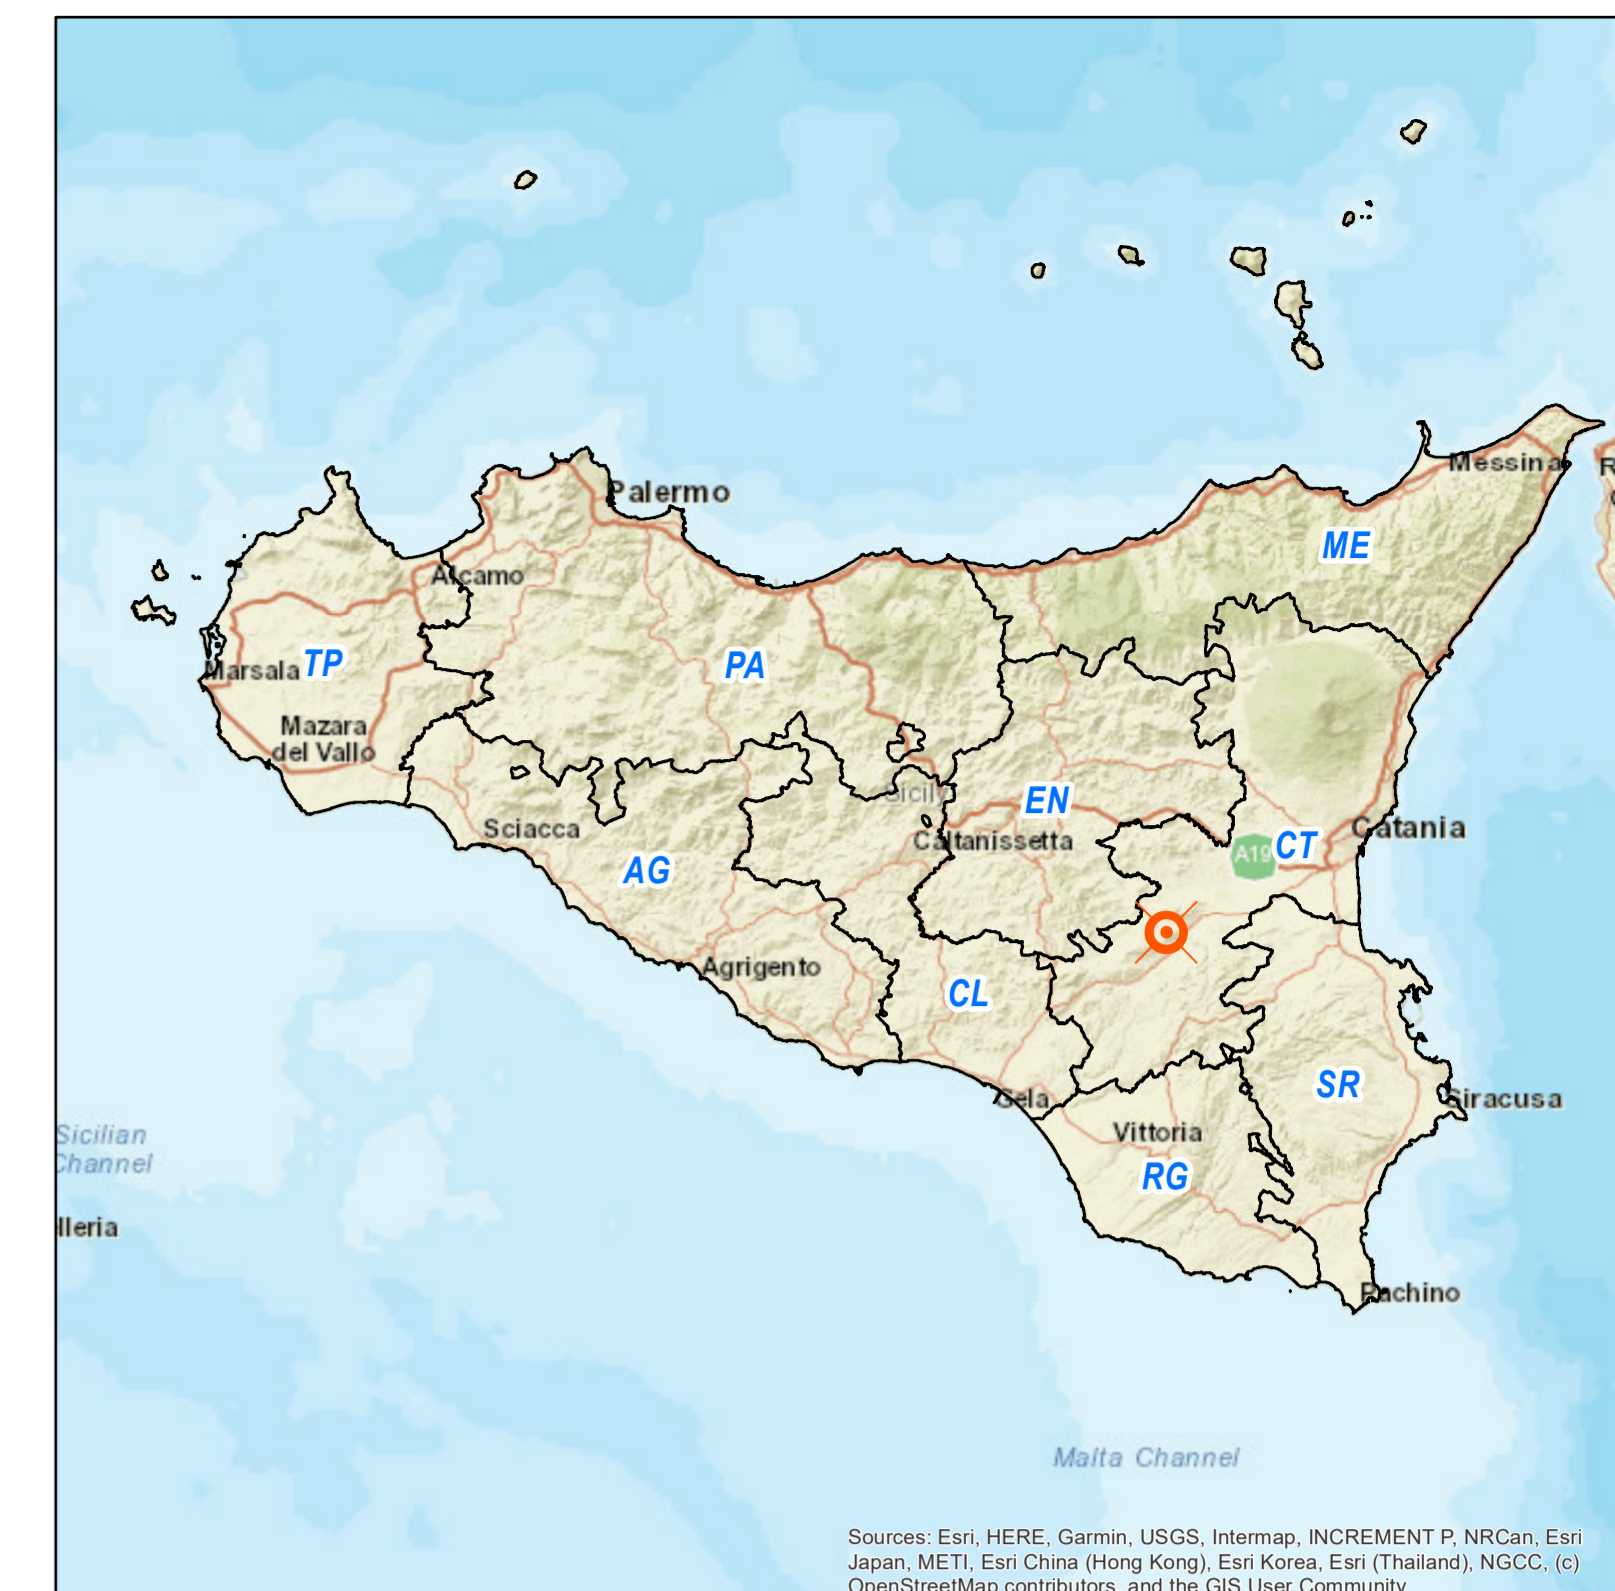 Palermo
Messina
R
ME
Alcamo
Marsala
TP
PA
Mazara
del Vallo
Sicily
EN
Sciacca
Caltanissetta
A19
CT
Catania
AG
Agrigento
CL
SR
Gela
Siracusa
Vittoria
Sicilian
Channel
RG
lleria
Pachino
Malta Channel
Sources: Esri, HERE, Garmin, USGS, Intermap, INCREMENT P, NRCan, Esri
Japan, METI, Esri China (Hong Kong), Esri Korea, Esri (Thailand), NGCC, (c)
OpenStreetMap contributors, and the GIS User Community